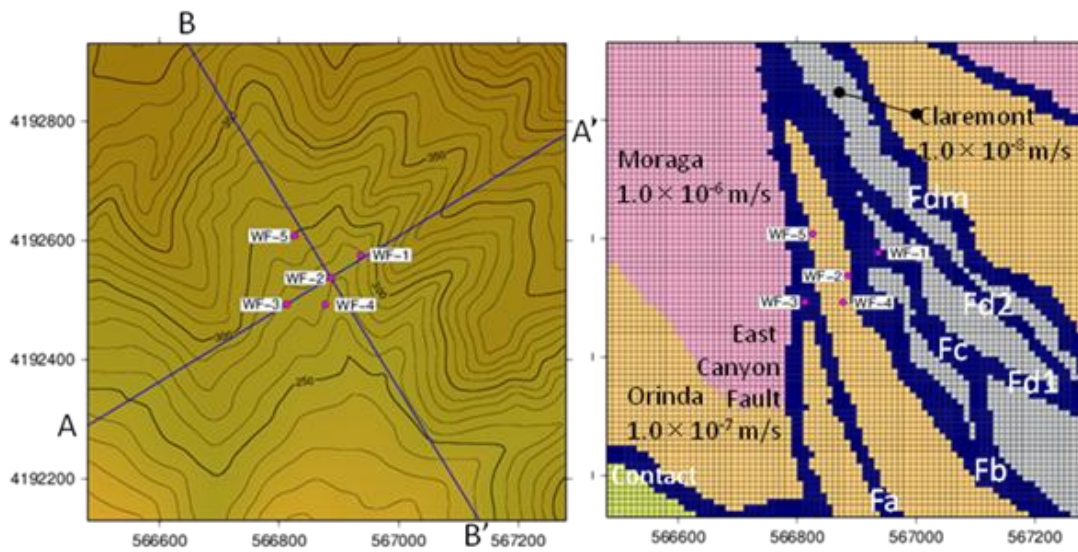 B
4192800
4192600
4192400
4192200
A
A'
350
300
250
WF-5
WF-1
WF-2
WF-3
WF-4
B'
566600
566800
567000
567200
Claremont
1.0×10⁻⁸ m/s
Moraga
1.0×10⁻⁶ m/s
Fdm
WF-5
WF-1
WF-2
WF-3
WF-4
Fd2
East
Canyon
Fault
Fc
Fd1
Orinda
1.0×10⁻⁷ m/s
Contact
Fb
Fa
566600
566800
567000
567200